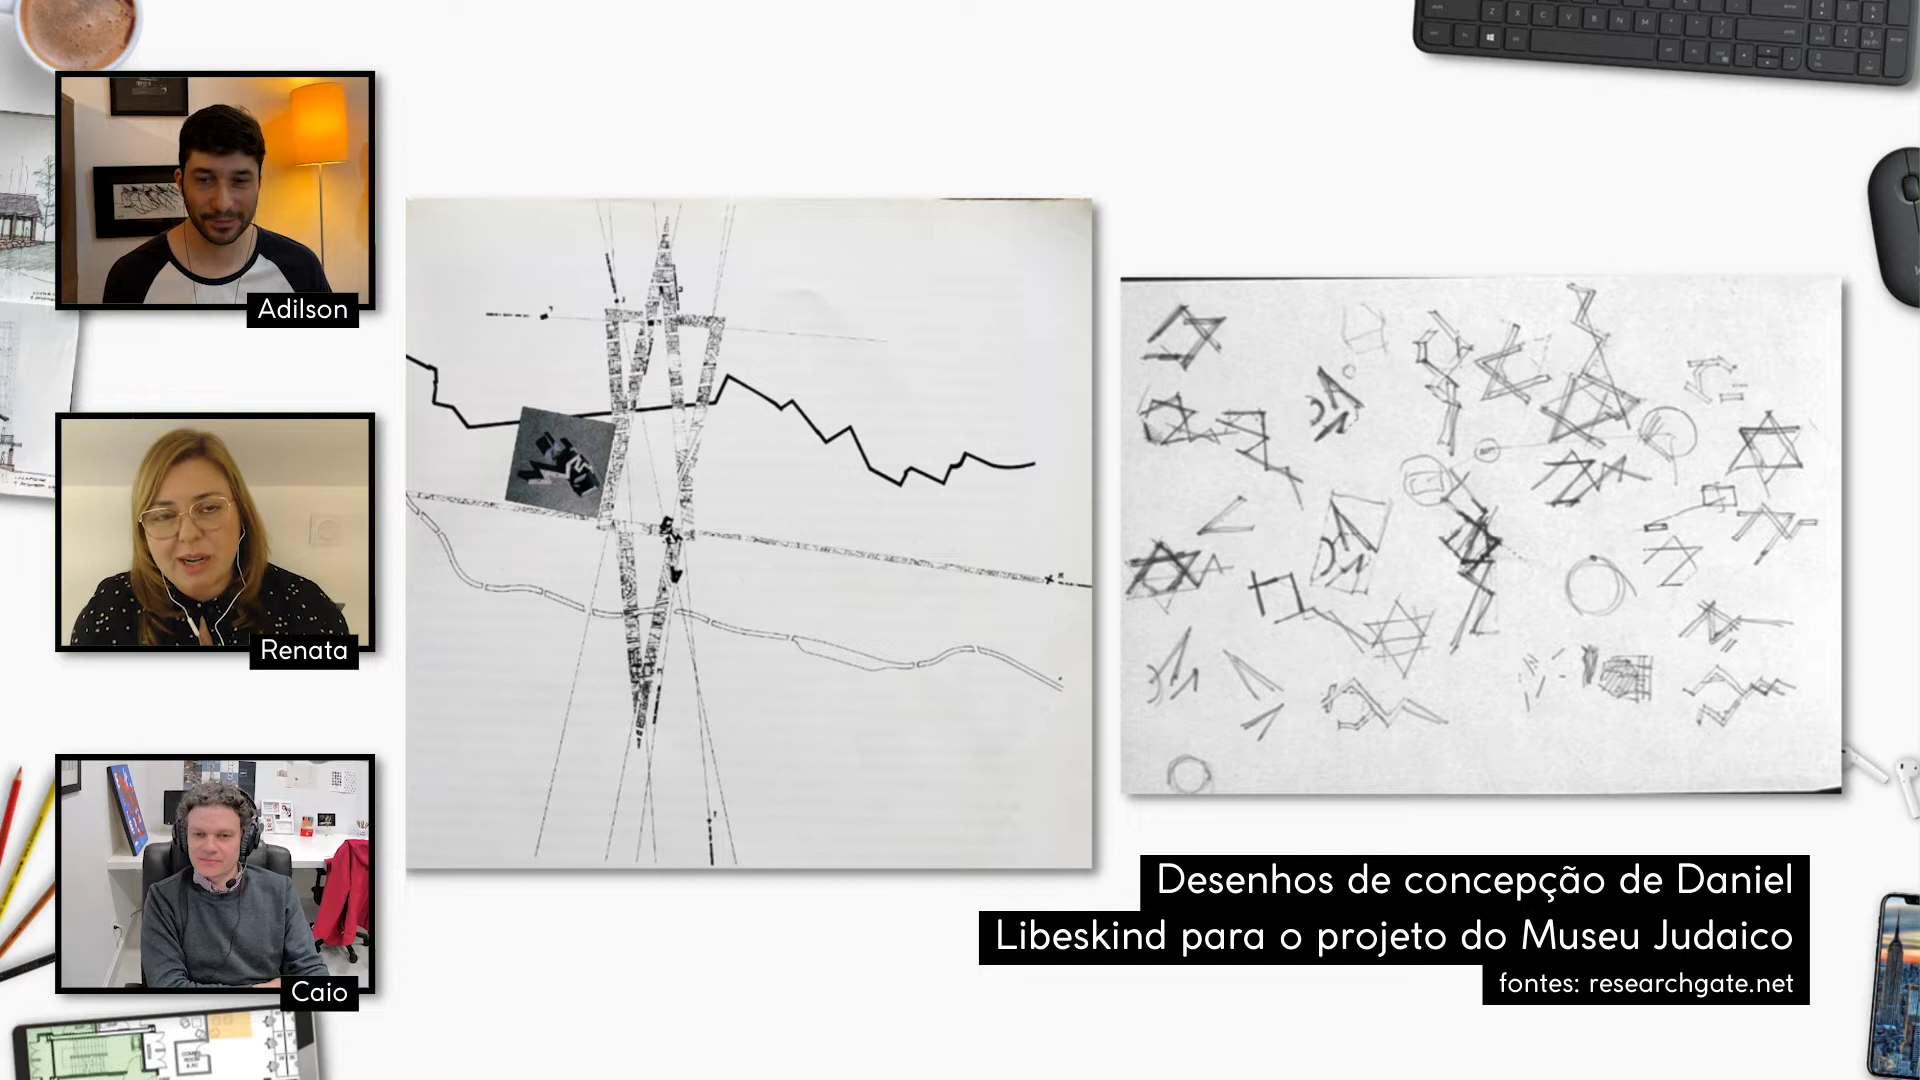 Adilson
Renata
Caio
Desenhos de concepção de Daniel
Libeskind para o projeto do Museu Judaico
fontes: researchgate.net